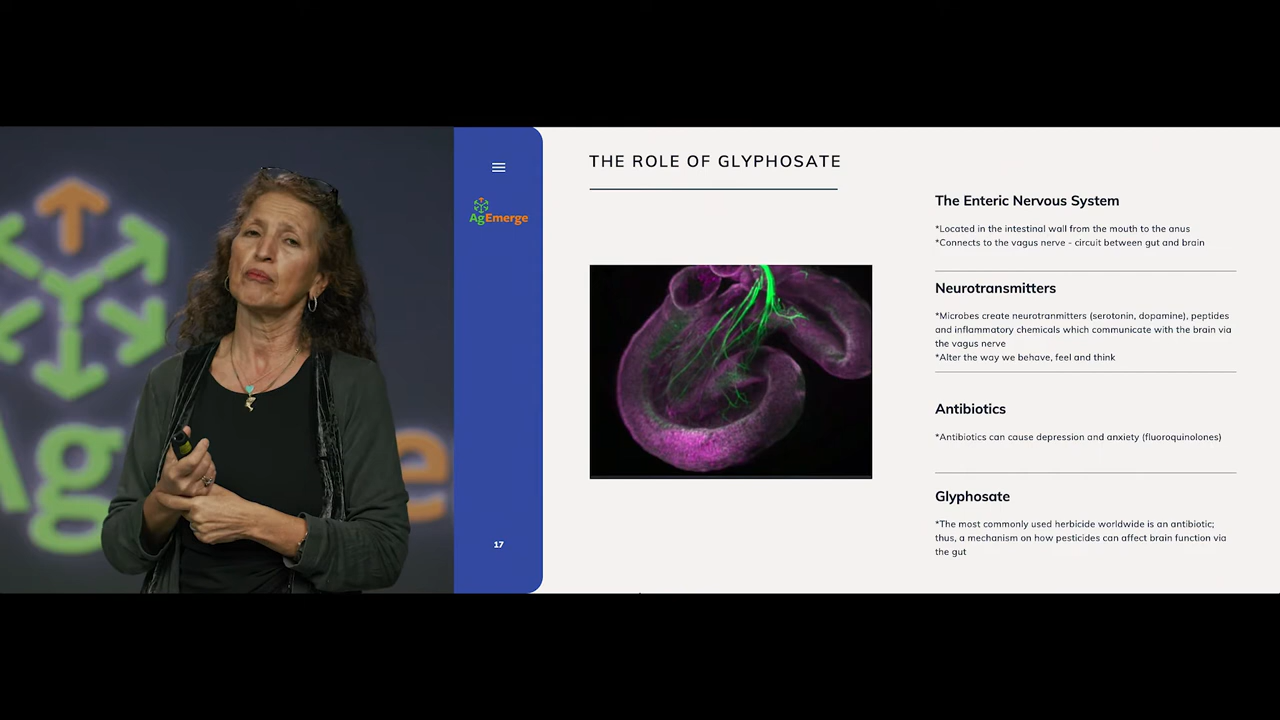 Ag
e
AgEmerge
17
THE ROLE OF GLYPHOSATE
The Enteric Nervous System
*Located in the intestinal wall from the mouth to the anus
*Connects to the vagus nerve - circuit between gut and brain
Neurotransmitters
*Microbes create neurotranmitters (serotonin, dopamine), peptides
and inflammatory chemicals which communicate with the brain via
the vagus nerve
*Alter the way we behave, feel and think
Antibiotics
*Antibiotics can cause depression and anxiety (fluoroquinolones)
Glyphosate
*The most commonly used herbicide worldwide is an antibiotic;
thus, a mechanism on how pesticides can affect brain function via
the gut